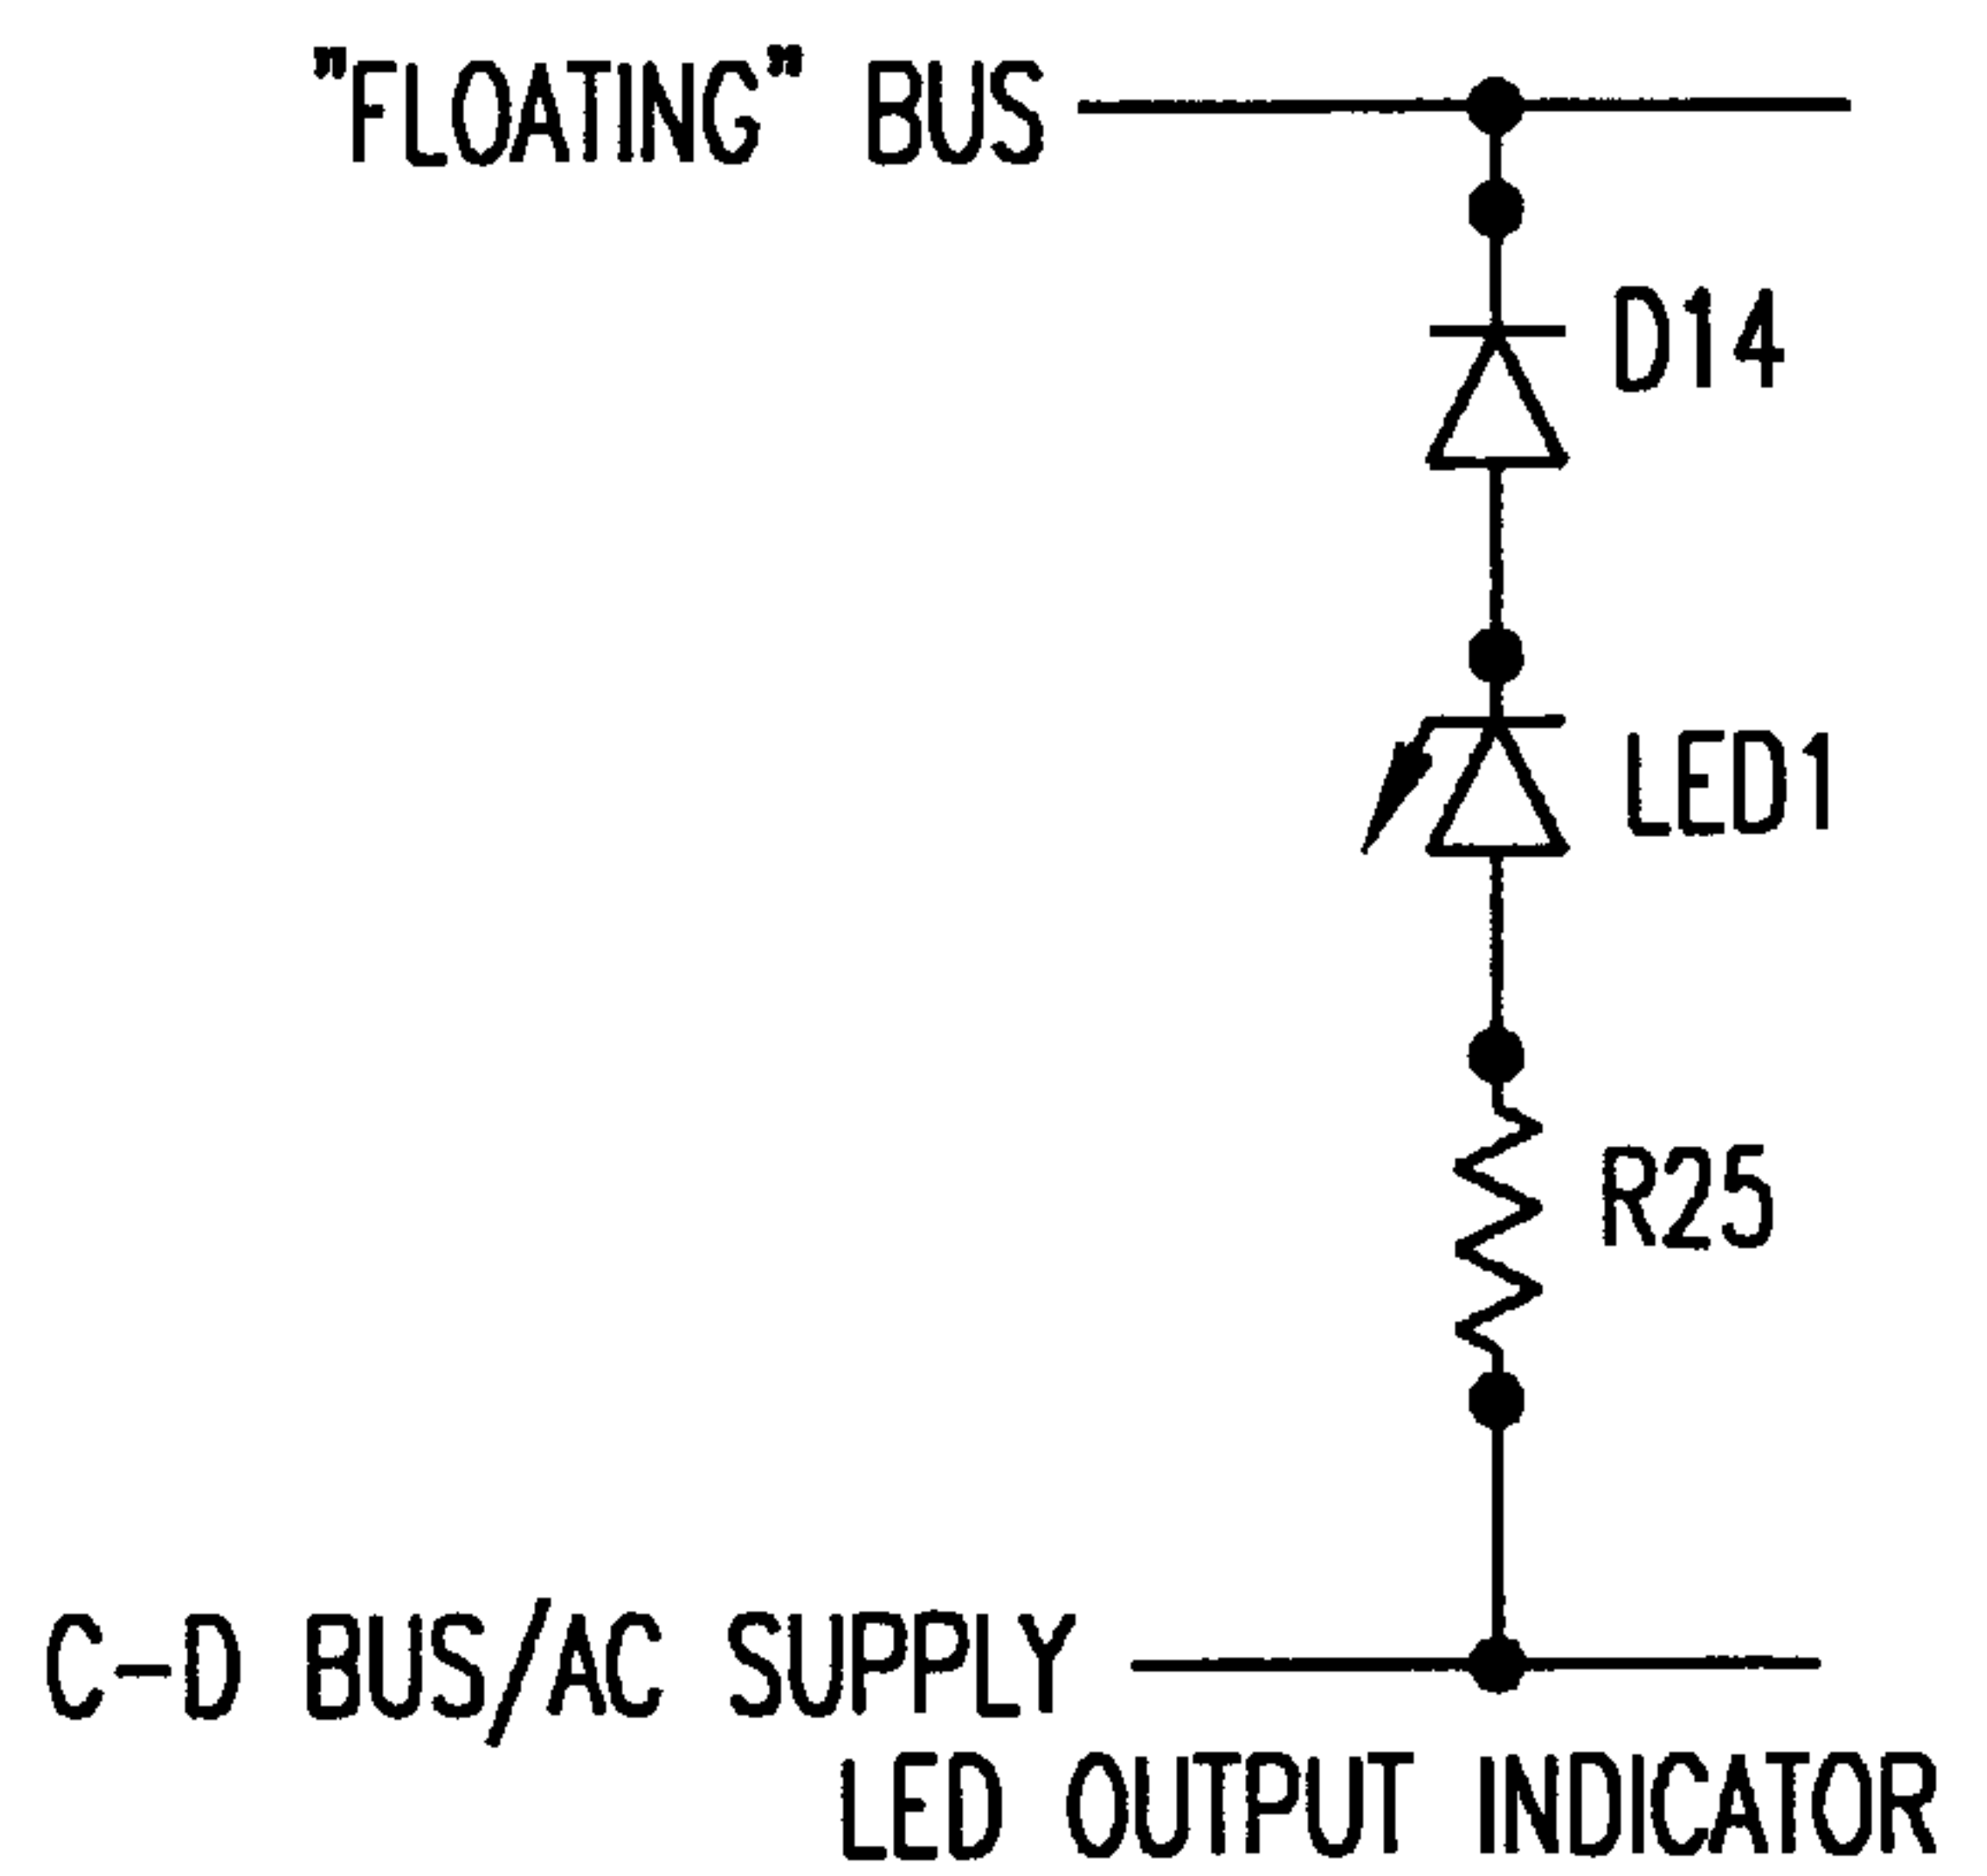 "FLOATING" BUS
D14
LED1
R25
C-D BUS/AC SUPPLY
LED OUTPUT INDICATOR